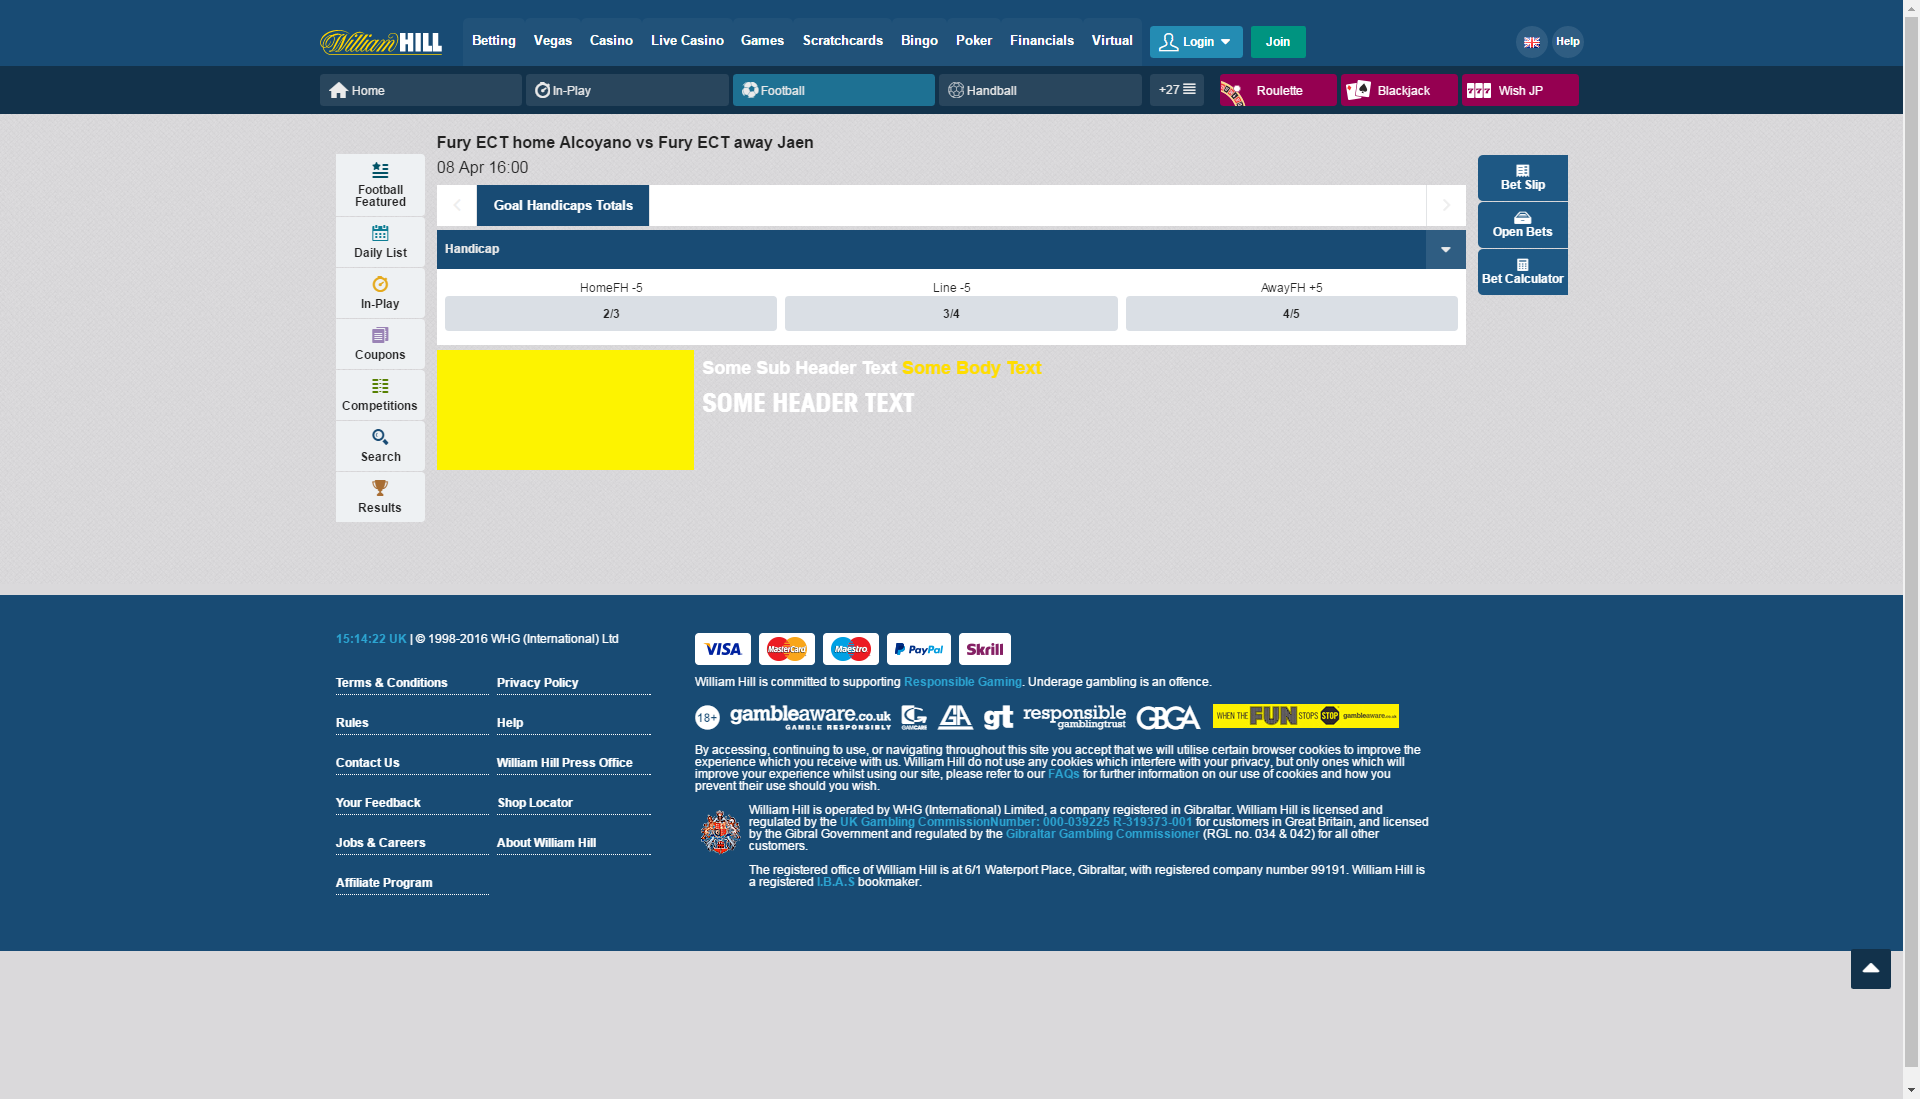 William HILL
Betting Vegas Casino Live Casino Games Scratchcards Bingo Poker Financials Virtual Login Join Help
Home In-Play Football Handball +27 Roulette Blackjack 777 Wish JP
Fury ECT home Alcoyano vs Fury ECT away Jaen
08 Apr 16:00
Football
Featured
Daily List
In-Play
Coupons
Competitions
Search
Results
Goal Handicaps Totals
Handicap
HomeFH -5 Line -5 AwayFH +5
2/3 3/4 4/5
Bet Slip
Open Bets
Bet Calculator
Some Sub Header Text Some Body Text
SOME HEADER TEXT
15:14:22 UK | © 1998-2016 WHG (International) Ltd
Terms & Conditions Privacy Policy
Rules Help
Contact Us William Hill Press Office
Your Feedback Shop Locator
Jobs & Careers About William Hill
Affiliate Program
VISA MasterCard Maestro PayPal Skrill
William Hill is committed to supporting Responsible Gaming. Underage gambling is an offence.
18+ gambleaware.co.uk GAMBLE RESPONSIBLY GAMCARE GA gt responsible gamblingtrust GBGA WHEN THE FUN STOPS STOP gambleaware.co.uk
By accessing, continuing to use, or navigating throughout this site you accept that we will utilise certain browser cookies to improve the
experience which you receive with us. William Hill do not use any cookies which interfere with your privacy, but only ones which will
improve your experience whilst using our site, please refer to our FAQs for further information on our use of cookies and how you
prevent their use should you wish.
William Hill is operated by WHG (International) Limited, a company registered in Gibraltar. William Hill is licensed and
regulated by the UK Gambling CommissionNumber: 000-039225 R-319373-001 for customers in Great Britain, and licensed
by the Gibral Government and regulated by the Gibraltar Gambling Commissioner (RGL no. 034 & 042) for all other
customers.
The registered office of William Hill is at 6/1 Waterport Place, Gibraltar, with registered company number 99191. William Hill is
a registered I.B.A.S bookmaker.